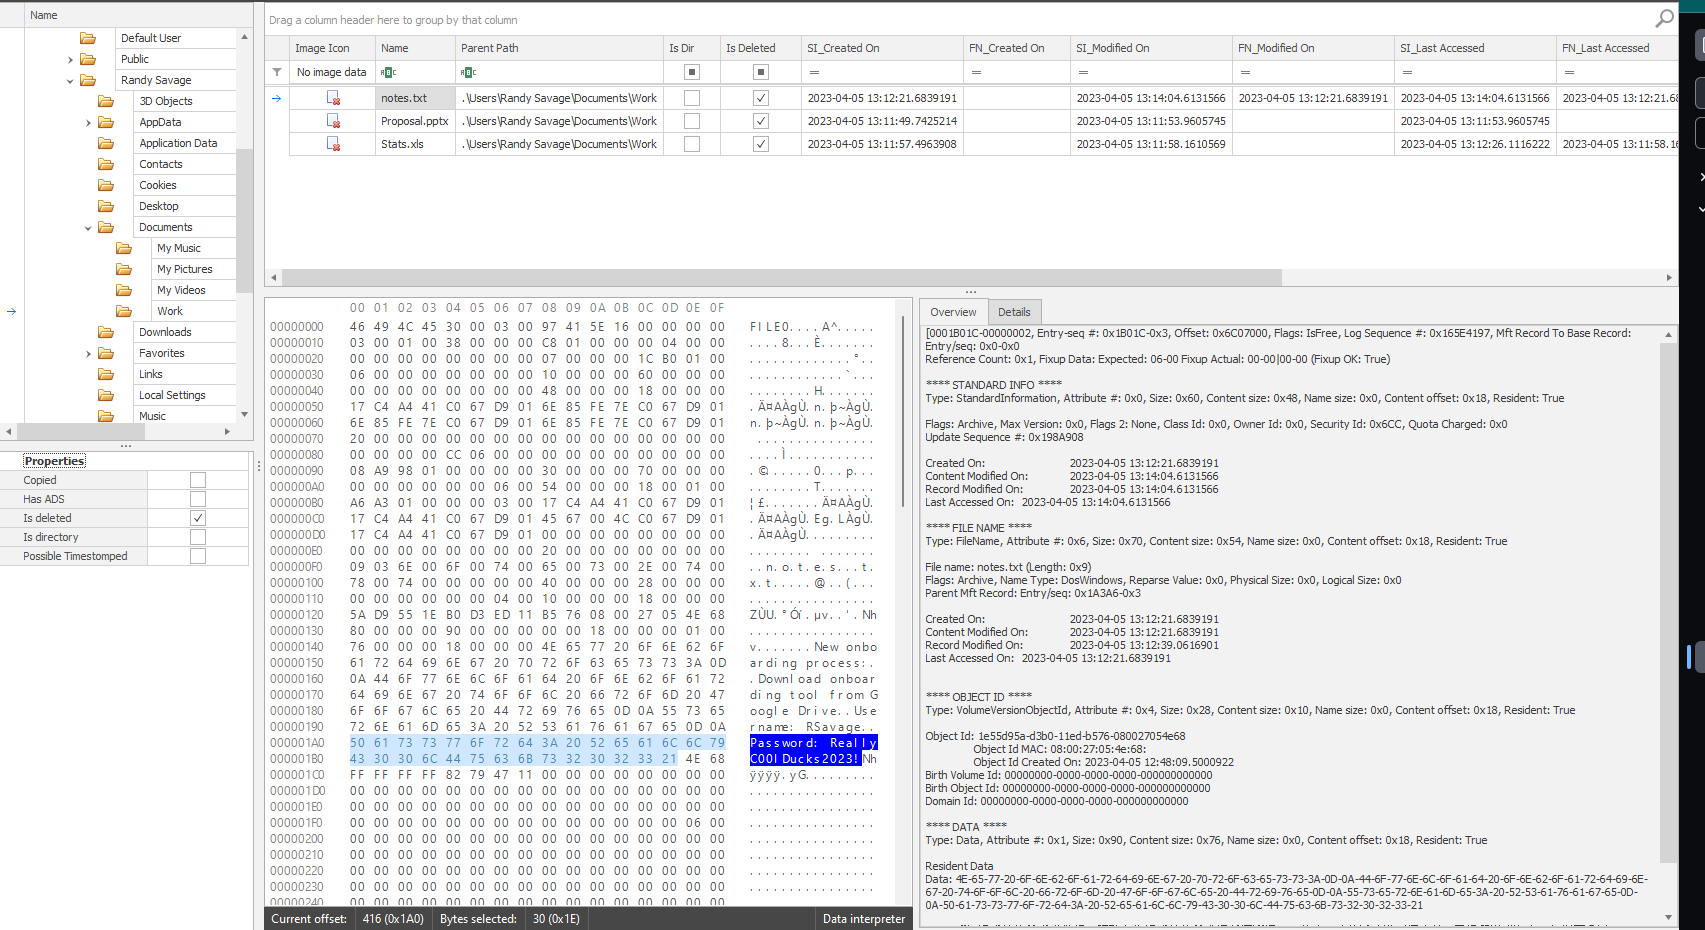 Name
Default User
Public
Randy Savage
3D Objects
AppData
Application Data
Contacts
Cookies
Desktop
Documents
My Music
My Pictures
My Videos
Work
Downloads
Favorites
Links
Local Settings
Music
Properties
Copied
Has ADS
Is deleted
Is directory
Possible Timestomped
Drag a column header here to group by that column
Image Icon Name Parent Path Is Dir Is Deleted SI_Created On FN_Created On SI_Modified On FN_Modified On SI_Last Accessed FN_Last Accessed
No image data = = = = = =
notes.txt .\Users\Randy Savage\Documents\Work 2023-04-05 13:12:21.6839191 2023-04-05 13:14:04.6131566 2023-04-05 13:12:21.6839191 2023-04-05 13:14:04.6131566 2023-04-05 13:12:21.68
Proposal.pptx .\Users\Randy Savage\Documents\Work 2023-04-05 13:11:49.7425214 2023-04-05 13:11:53.9605745 2023-04-05 13:11:53.9605745
Stats.xls .\Users\Randy Savage\Documents\Work 2023-04-05 13:11:57.4963908 2023-04-05 13:11:58.1610569 2023-04-05 13:12:26.1116222 2023-04-05 13:11:58.16
00 01 02 03 04 05 06 07 08 09 0A 0B 0C 0D 0E 0F
00000000 46 49 4C 45 30 00 03 00 97 41 5E 16 00 00 00 00 FILE0....A^.....
00000010 03 00 01 00 38 00 00 00 C8 01 00 00 00 04 00 00 ....8...È.......
00000020 00 00 00 00 00 00 00 00 07 00 00 00 1C B0 01 00 .............°..
00000030 06 00 00 00 00 00 00 00 10 00 00 00 60 00 00 00 ............`...
00000040 00 00 00 00 00 00 00 00 48 00 00 00 18 00 00 00 ........H.......
00000050 17 C4 A4 41 C0 67 D9 01 6E 85 FE 7E C0 67 D9 01 .Ä¤AÀgÙ.n.þ~ÀgÙ.
00000060 6E 85 FE 7E C0 67 D9 01 6E 85 FE 7E C0 67 D9 01 n.þ~ÀgÙ.n.þ~ÀgÙ.
00000070 20 00 00 00 00 00 00 00 00 00 00 00 00 00 00 00 ...............
00000080 00 00 00 00 CC 06 00 00 00 00 00 00 00 00 00 00 ....Ì...........
00000090 08 A9 98 01 00 00 00 00 30 00 00 00 70 00 00 00 .©......0...p...
000000A0 00 00 00 00 00 00 06 00 54 00 00 00 18 00 01 00 ........T.......
000000B0 A6 A3 01 00 00 00 03 00 17 C4 A4 41 C0 67 D9 01 ¦£.......Ä¤AÀgÙ.
000000C0 17 C4 A4 41 C0 67 D9 01 45 67 00 4C C0 67 D9 01 .Ä¤AÀgÙ.Eg.LÀgÙ.
000000D0 17 C4 A4 41 C0 67 D9 01 00 00 00 00 00 00 00 00 .Ä¤AÀgÙ.........
000000E0 00 00 00 00 00 00 00 00 20 00 00 00 00 00 00 00 ........ .......
000000F0 09 03 6E 00 6F 00 74 00 65 00 73 00 2E 00 74 00 ..n.o.t.e.s...t.
00000100 78 00 74 00 00 00 00 00 40 00 00 00 28 00 00 00 x.t.....@...(...
00000110 00 00 00 00 00 00 04 00 10 00 00 00 18 00 00 00 ................
00000120 5A D9 55 1E B0 D3 ED 11 B5 76 08 00 27 05 4E 68 ZÙU.°Óí.µv..'.Nh
00000130 80 00 00 00 90 00 00 00 00 00 18 00 00 00 01 00 ................
00000140 76 00 00 00 18 00 00 00 4E 65 77 20 6F 6E 62 6F v.......New onbo
00000150 61 72 64 69 6E 67 20 70 72 6F 63 65 73 73 3A 0D arding process:.
00000160 0A 44 6F 77 6E 6C 6F 61 64 20 6F 6E 62 6F 61 72 .Download onboar
00000170 64 69 6E 67 20 74 6F 6F 6C 20 66 72 6F 6D 20 47 ding tool from G
00000180 6F 6F 67 6C 65 20 44 72 69 76 65 0D 0A 55 73 65 oogle Drive..Use
00000190 72 6E 61 6D 65 3A 20 52 53 61 76 61 67 65 0D 0A rname: RSavage..
000001A0 50 61 73 73 77 6F 72 64 3A 20 52 65 61 6C 6C 79 Password: Really
000001B0 43 30 30 6C 44 75 63 6B 73 32 30 32 33 21 4E 68 C00lDucks2023!Nh
000001C0 FF FF FF FF 82 79 47 11 00 00 00 00 00 00 00 00 ÿÿÿÿ.yG.........
000001D0 00 00 00 00 00 00 00 00 00 00 00 00 00 00 00 00 ................
000001E0 00 00 00 00 00 00 00 00 00 00 00 00 00 00 00 00 ................
000001F0 00 00 00 00 00 00 00 00 00 00 00 00 00 00 06 00 ................
00000200 00 00 00 00 00 00 00 00 00 00 00 00 00 00 00 00 ................
00000210 00 00 00 00 00 00 00 00 00 00 00 00 00 00 00 00 ................
00000220 00 00 00 00 00 00 00 00 00 00 00 00 00 00 00 00 ................
00000230 00 00 00 00 00 00 00 00 00 00 00 00 00 00 00 00 ................
00000240 00 00 00 00 00 00 00 00 00 00 00 00 00 00 00 00
Current offset: 416 (0x1A0) Bytes selected: 30 (0x1E) Data interpreter
Overview Details
[0001B01C-00000002, Entry-seq #: 0x1B01C-0x3, Offset: 0x6C07000, Flags: IsFree, Log Sequence #: 0x165E4197, Mft Record To Base Record:
Entry/seq: 0x0-0x0
Reference Count: 0x1, Fixup Data: Expected: 06-00 Fixup Actual: 00-00|00-00 (Fixup OK: True)
**** STANDARD INFO ****
Type: StandardInformation, Attribute #: 0x0, Size: 0x60, Content size: 0x48, Name size: 0x0, Content offset: 0x18, Resident: True
Flags: Archive, Max Version: 0x0, Flags 2: None, Class Id: 0x0, Owner Id: 0x0, Security Id: 0x6CC, Quota Charged: 0x0
Update Sequence #: 0x198A908
Created On: 2023-04-05 13:12:21.6839191
Content Modified On: 2023-04-05 13:14:04.6131566
Record Modified On: 2023-04-05 13:14:04.6131566
Last Accessed On: 2023-04-05 13:14:04.6131566
**** FILE NAME ****
Type: FileName, Attribute #: 0x6, Size: 0x70, Content size: 0x54, Name size: 0x0, Content offset: 0x18, Resident: True
File name: notes.txt (Length: 0x9)
Flags: Archive, Name Type: DosWindows, Reparse Value: 0x0, Physical Size: 0x0, Logical Size: 0x0
Parent Mft Record: Entry/seq: 0x1A3A6-0x3
Created On: 2023-04-05 13:12:21.6839191
Content Modified On: 2023-04-05 13:12:21.6839191
Record Modified On: 2023-04-05 13:12:39.0616901
Last Accessed On: 2023-04-05 13:12:21.6839191
**** OBJECT ID ****
Type: VolumeVersionObjectId, Attribute #: 0x4, Size: 0x28, Content size: 0x10, Name size: 0x0, Content offset: 0x18, Resident: True
Object Id: 1e55d95a-d3b0-11ed-b576-080027054e68
Object Id MAC: 08:00:27:05:4e:68:
Object Id Created On: 2023-04-05 12:48:09.5000922
Birth Volume Id: 00000000-0000-0000-0000-000000000000
Birth Object Id: 00000000-0000-0000-0000-000000000000
Domain Id: 00000000-0000-0000-0000-000000000000
**** DATA ****
Type: Data, Attribute #: 0x1, Size: 0x90, Content size: 0x76, Name size: 0x0, Content offset: 0x18, Resident: True
Resident Data
Data: 4E-65-77-20-6F-6E-62-6F-61-72-64-69-6E-67-20-70-72-6F-63-65-73-73-3A-0D-0A-44-6F-77-6E-6C-6F-61-64-20-6F-6E-62-6F-61-72-64-69-6E-
67-20-74-6F-6F-6C-20-66-72-6F-6D-20-47-6F-6F-67-6C-65-20-44-72-69-76-65-0D-0A-55-73-65-72-6E-61-6D-65-3A-20-52-53-61-76-61-67-65-0D-
0A-50-61-73-73-77-6F-72-64-3A-20-52-65-61-6C-6C-79-43-30-30-6C-44-75-63-6B-73-32-30-32-33-21